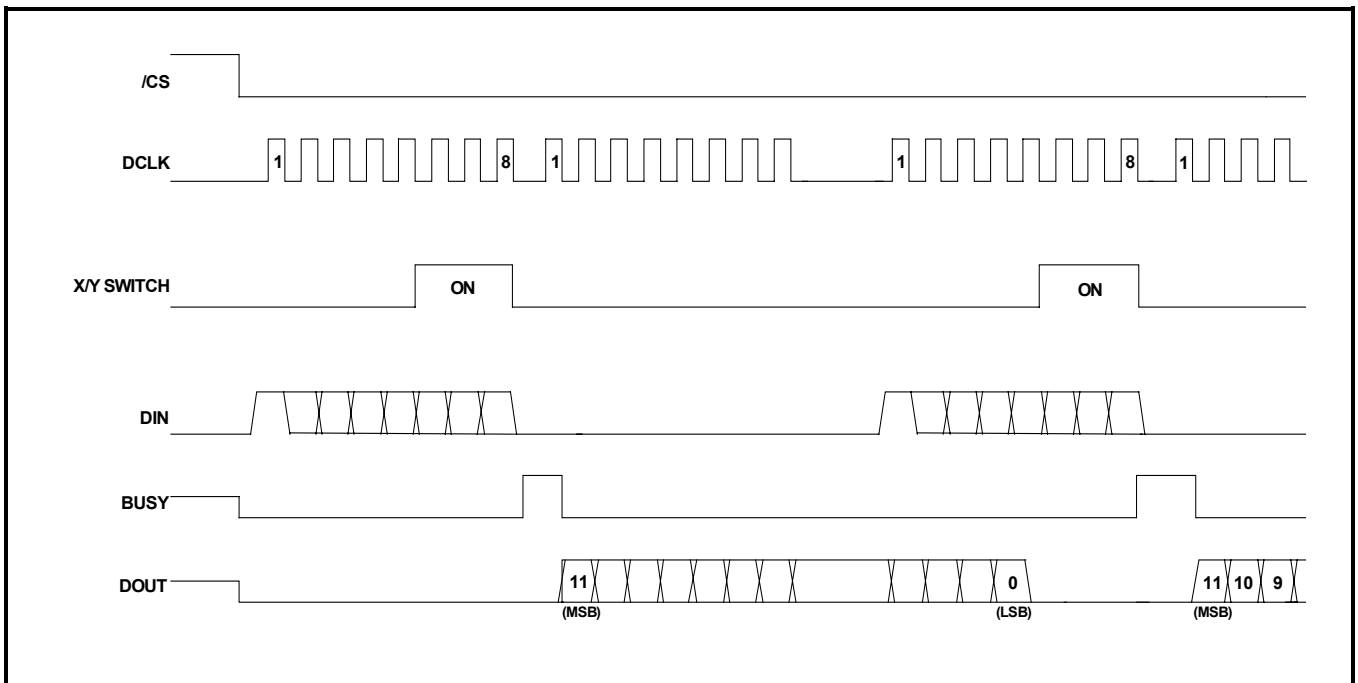 /CS
DCLK 1 8 1 1 8 1
X/Y SWITCH ON ON
DIN
BUSY
DOUT 11 0 11 10 9
(MSB) (LSB) (MSB)